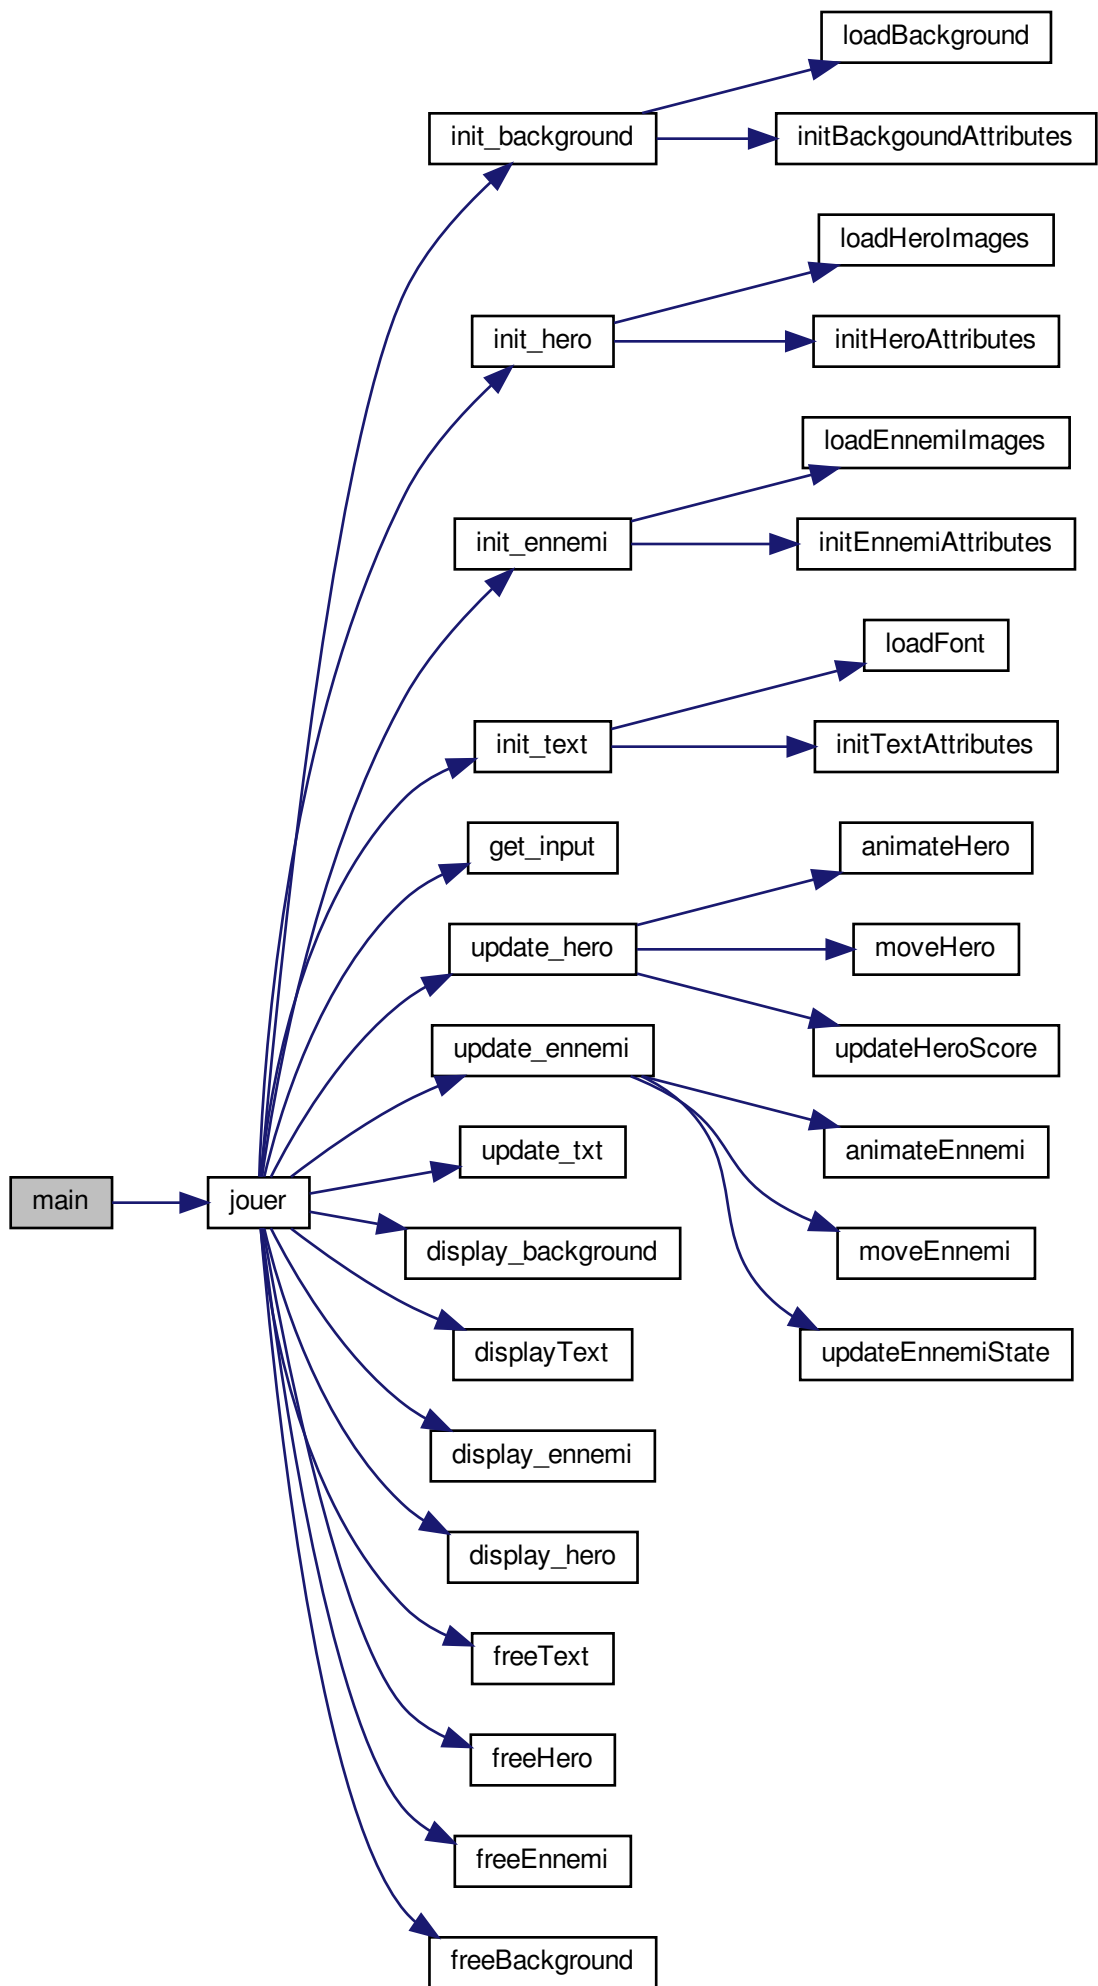 loadBackground
init_background
initBackgoundAttributes
loadHeroImages
init_hero
initHeroAttributes
loadEnnemiImages
init_ennemi
initEnnemiAttributes
loadFont
init_text
initTextAttributes
get_input
animateHero
update_hero
moveHero
update_ennemi
updateHeroScore
update_txt
animateEnnemi
main
jouer
display_background
moveEnnemi
displayText
updateEnnemiState
display_ennemi
display_hero
freeText
freeHero
freeEnnemi
freeBackground